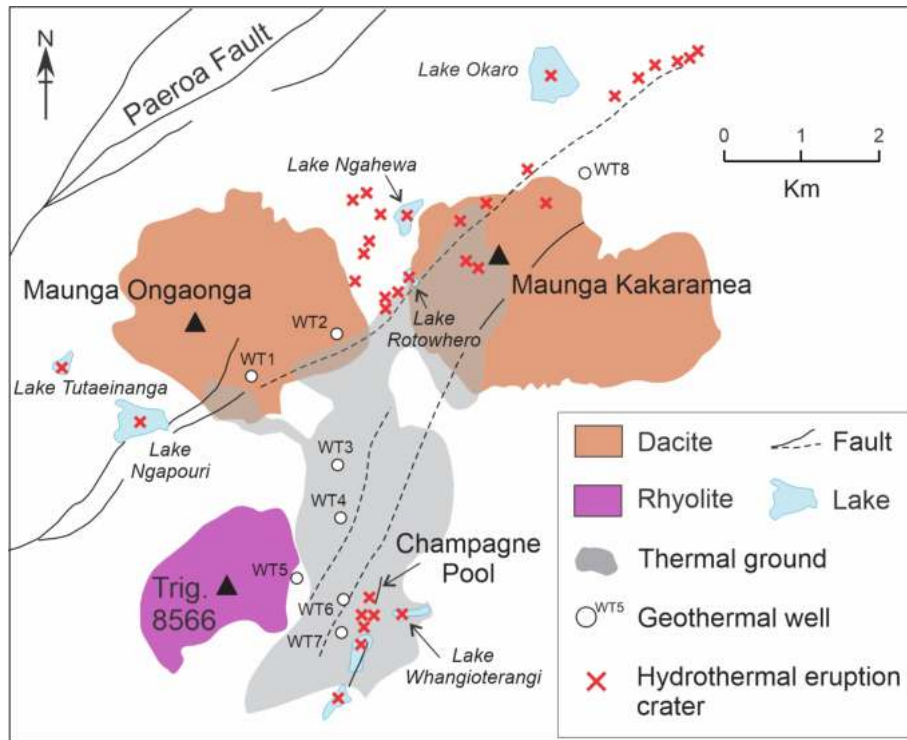 N
Paeroa Fault
Lake Okaro
0 1 2
Km
Lake Ngahewa
WT8
Maunga Ongaonga
Maunga Kakaramea
WT2
Lake
Rotowhero
WT1
Lake Tutaeinanga
Lake
Ngapouri
WT3
WT4
Champagne
Pool
WT5
Trig.
8566
WT6
WT7
Lake
Whangioterangi
Dacite
Fault
Rhyolite
Lake
Thermal ground
WT5
Geothermal well
Hydrothermal eruption
crater